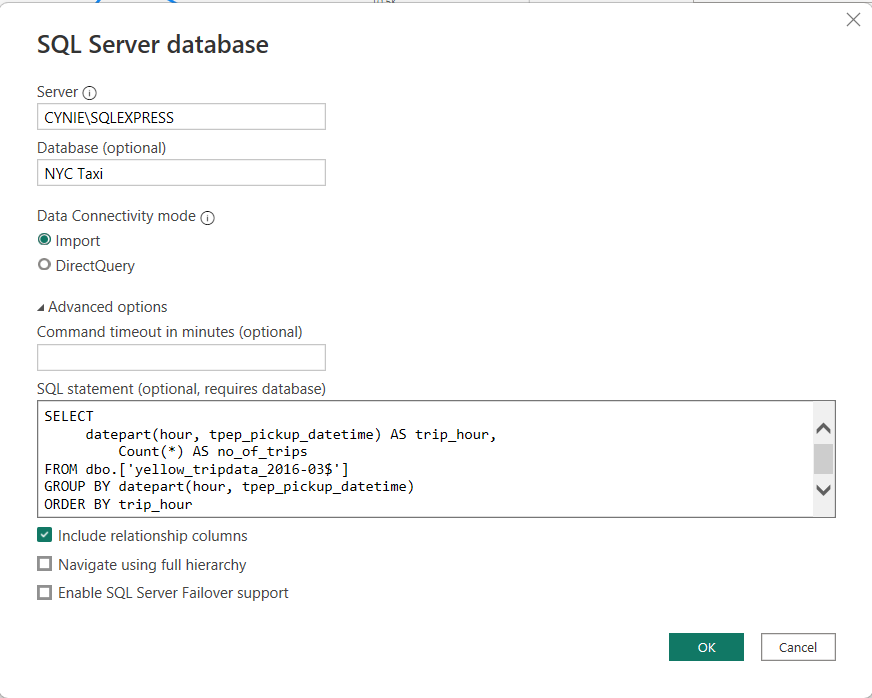 SQL Server database
Server
CYNIE\SQLEXPRESS
Database (optional)
NYC Taxi
Data Connectivity mode
Import
DirectQuery
Advanced options
Command timeout in minutes (optional)
SQL statement (optional, requires database)
SELECT
datepart(hour, tpep_pickup_datetime) AS trip_hour,
Count(*) AS no_of_trips
FROM dbo.['yellow_tripdata_2016-03$']
GROUP BY datepart(hour, tpep_pickup_datetime)
ORDER BY trip_hour
Include relationship columns
Navigate using full hierarchy
Enable SQL Server Failover support
OK Cancel